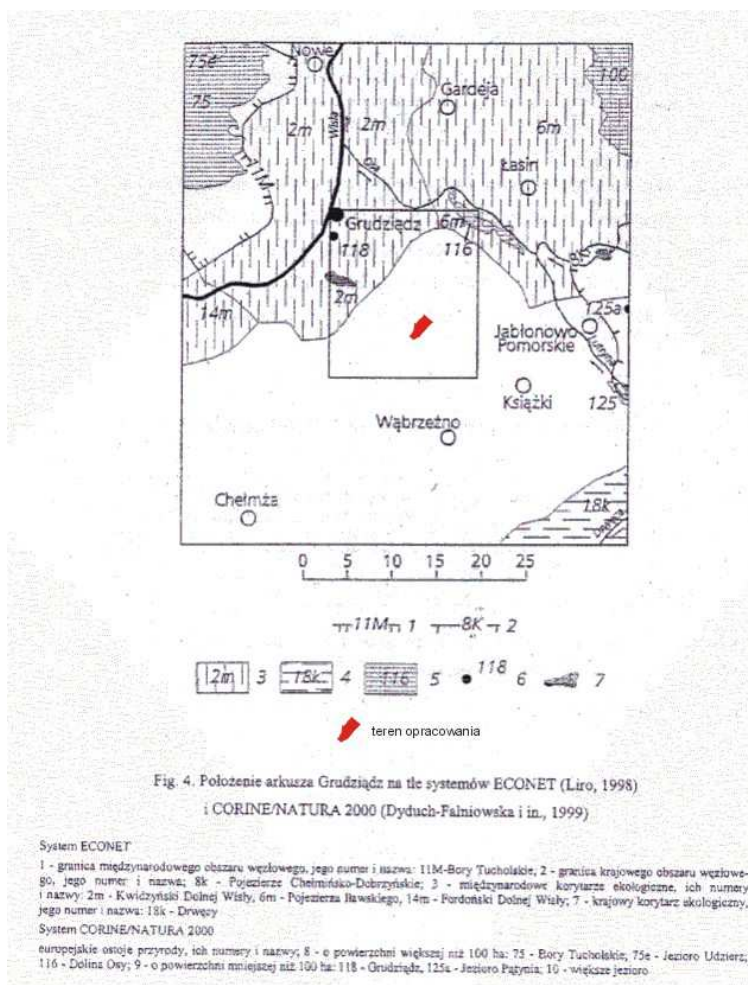 75e
Nowe
100
75
Gardeja
2m
Wisła
2m
6m
11M
Łasin
Grudziądz
6m
118
116
2m
14m
125a
Jabłonowo
Pomorskie
Książki
125
Wąbrzeźno
18k
Chełmża
0 5 10 15 20 25
11M 1 8K 2
2m 3 18k 4 116 5 118 6 7
teren opracowania
Fig. 4. Położenie arkusza Grudziądz na tle systemów ECONET (Liro, 1998)
i CORINE/NATURA 2000 (Dyduch-Falniowska i in., 1999)
System ECONET
1 - granica międzynarodowego obszaru węzłowego, jego numer i nazwa: 11M-Bory Tucholskie, 2 - granica krajowego obszaru węzłowe-
go, jego numer i nazwa; 8k - Pojezierze Chełmińsko-Dobrzyńskie; 3 - międzynarodowe korytarze ekologiczne, ich numery
i nazwy: 2m - Kwidzyński Dolnej Wisły, 6m - Pojezierza Iławskiego, 14m - Fordoński Dolnej Wisły; 7 - krajowy korytarz ekologiczny,
jego numer i nazwa: 18k - Drwęcy
System CORINE/NATURA 2000
europejskie ostoje przyrody, ich numery i nazwy; 8 - o powierzchni większej niż 100 ha: 75 - Bory Tucholskie, 75e - Jezioro Udzierz,
116 - Dolina Osy; 9 - o powierzchni mniejszej niż 100 ha: 118 - Grudziądz, 125a - Jezioro Płytnia; 10 - większe jezioro